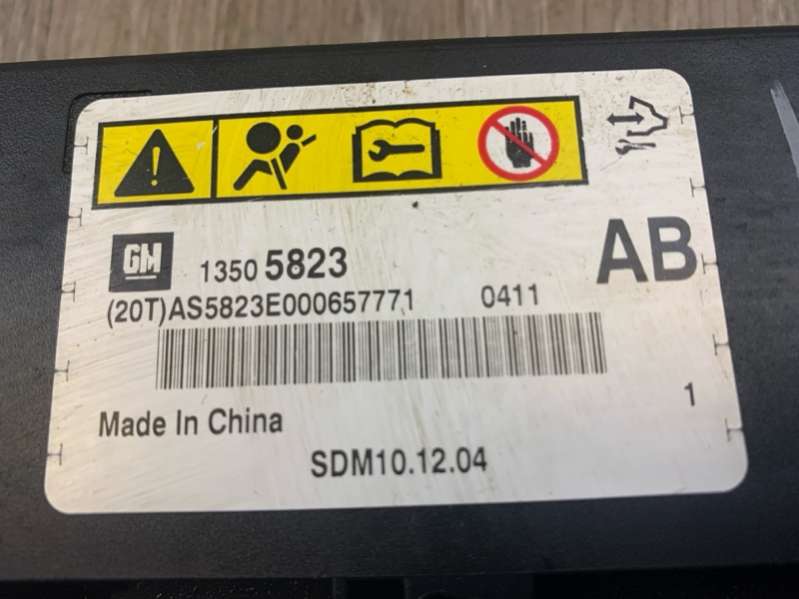 GM 1350 5823 AB
(20T)AS5823E000657771 0411
Made In China 1
SDM10.12.04